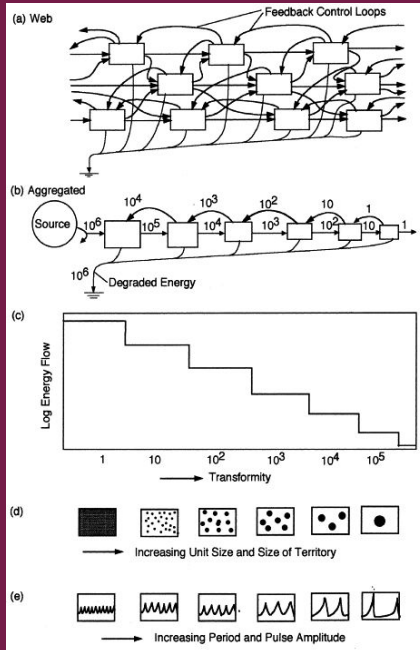 (a) Web
Feedback Control Loops
(b) Aggregated
Source
10⁶
10⁴
10³
10²
10
1
10⁵
10⁴
10³
10²
10
1
10⁶
Degraded Energy
(c)
Log Energy Flow
1 10 10² 10³ 10⁴ 10⁵
Transformity
(d)
Increasing Unit Size and Size of Territory
(e)
Increasing Period and Pulse Amplitude